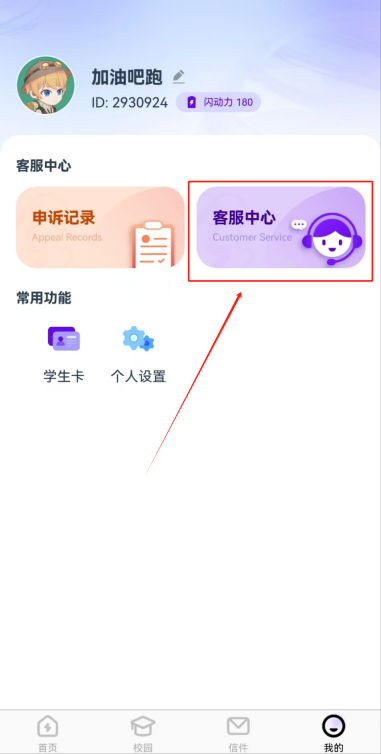 加油吧跑
ID: 2930924 闪动力 180
客服中心
申诉记录
Appeal Records
客服中心
Customer Service
常用功能
学生卡 个人设置
首页 校园 信件 我的